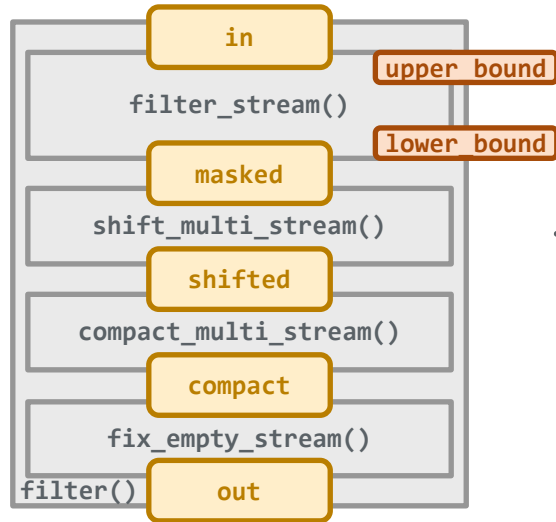 in
upper_bound
filter_stream()
lower_bound
masked
shift_multi_stream()
shifted
compact_multi_stream()
compact
fix_empty_stream()
filter()
out